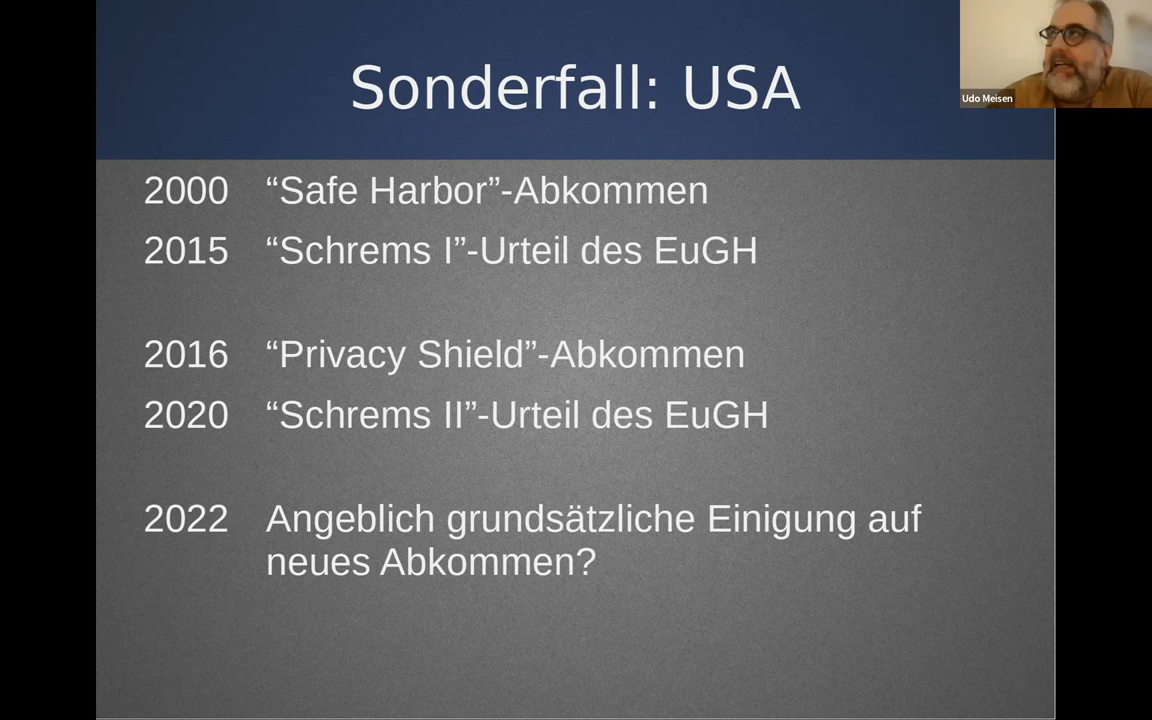 Sonderfall: USA
Udo Meisen
2000 “Safe Harbor”-Abkommen
2015 “Schrems I”-Urteil des EuGH
2016 “Privacy Shield”-Abkommen
2020 “Schrems II”-Urteil des EuGH
2022 Angeblich grundsätzliche Einigung auf
neues Abkommen?